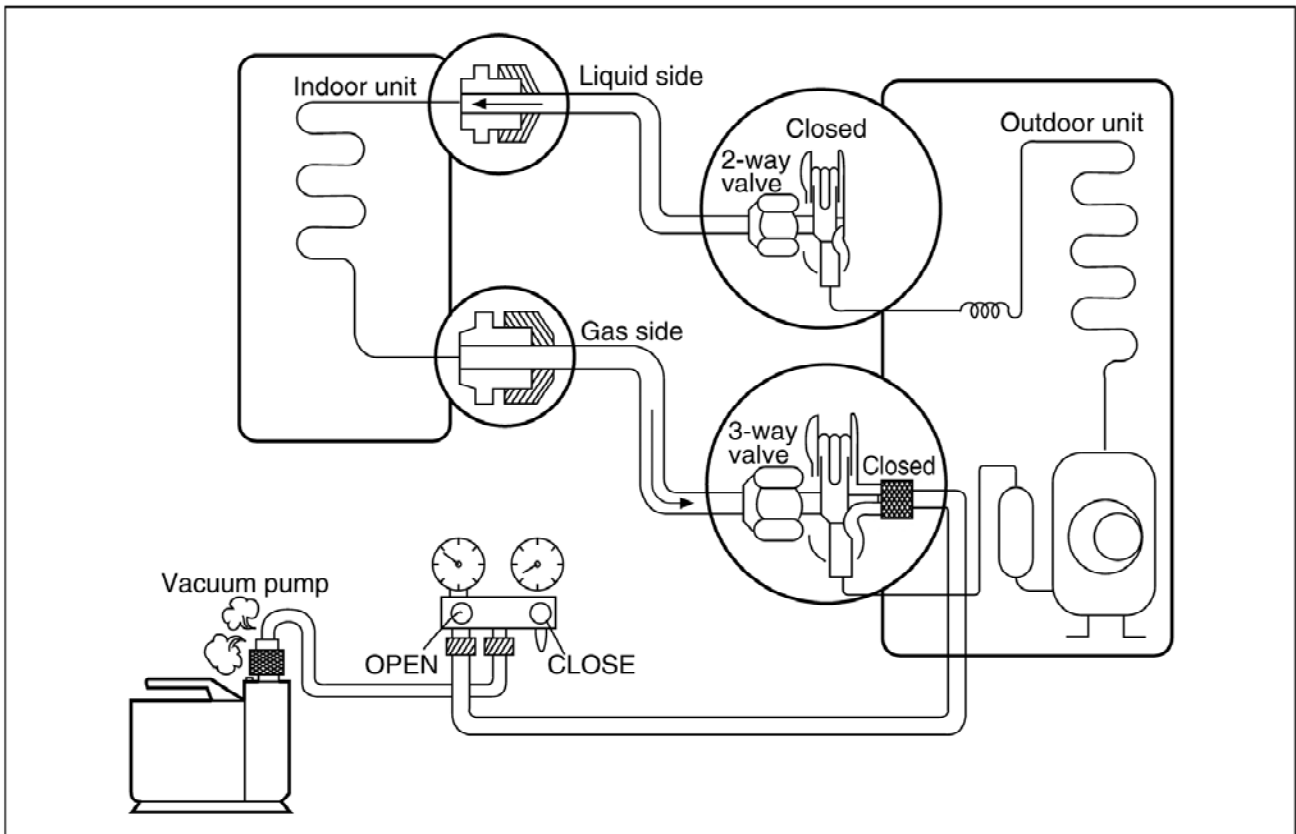 Indoor unit
Liquid side
Closed
2-way
valve
Outdoor unit
Gas side
3-way
valve
Closed
Vacuum pump
OPEN
CLOSE